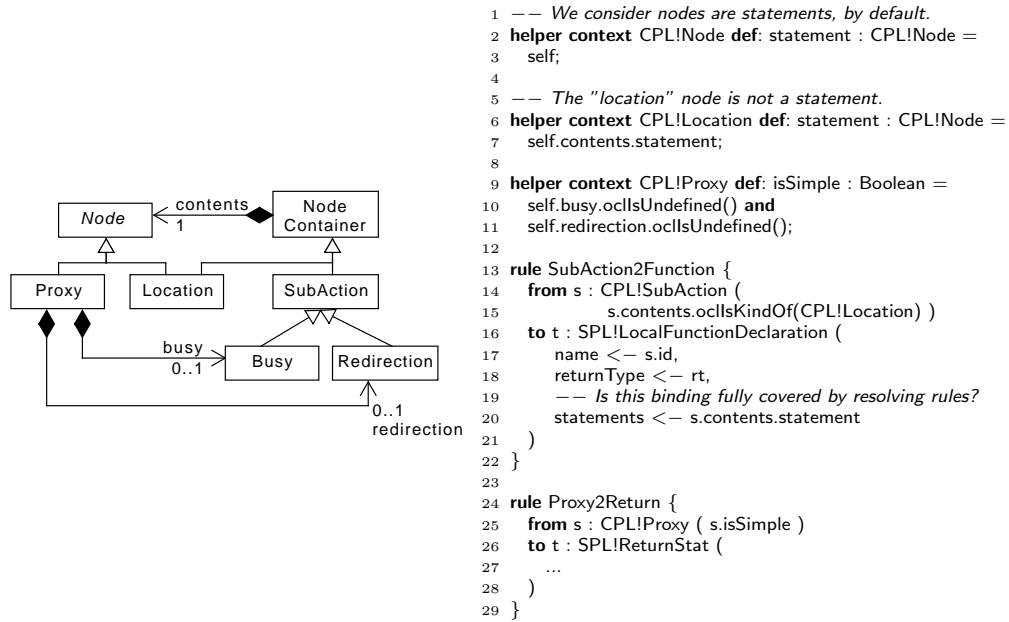 Node
contents
1
Node
Container
Proxy
Location
SubAction
busy
0..1
Busy
Redirection
0..1
redirection
1 −− We consider nodes are statements, by default.
2 helper context CPL!Node def: statement : CPL!Node =
3 self;
4
5 −− The ”location” node is not a statement.
6 helper context CPL!Location def: statement : CPL!Node =
7 self.contents.statement;
8
9 helper context CPL!Proxy def: isSimple : Boolean =
10 self.busy.oclIsUndefined() and
11 self.redirection.oclIsUndefined();
12
13 rule SubAction2Function {
14 from s : CPL!SubAction (
15 s.contents.oclIsKindOf(CPL!Location) )
16 to t : SPL!LocalFunctionDeclaration (
17 name <− s.id,
18 returnType <− rt,
19 −− Is this binding fully covered by resolving rules?
20 statements <− s.contents.statement
21 )
22 }
23
24 rule Proxy2Return {
25 from s : CPL!Proxy ( s.isSimple )
26 to t : SPL!ReturnStat (
27 ...
28 )
29 }